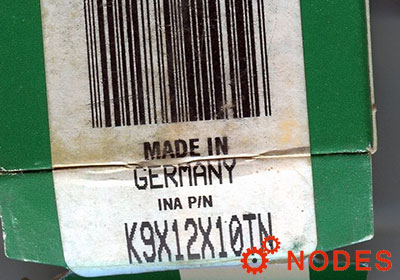 MADE IN
GERMANY
INA P/N
K9X12X10TN
NODES